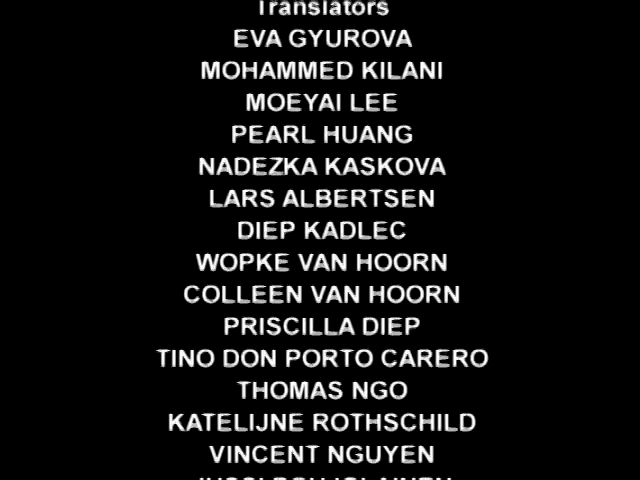 Translators
EVA GYUROVA
MOHAMMED KILANI
MOEYAI LEE
PEARL HUANG
NADEZKA KASKOVA
LARS ALBERTSEN
DIEP KADLEC
WOPKE VAN HOORN
COLLEEN VAN HOORN
PRISCILLA DIEP
TINO DON PORTO CARERO
THOMAS NGO
KATELIJNE ROTHSCHILD
VINCENT NGUYEN